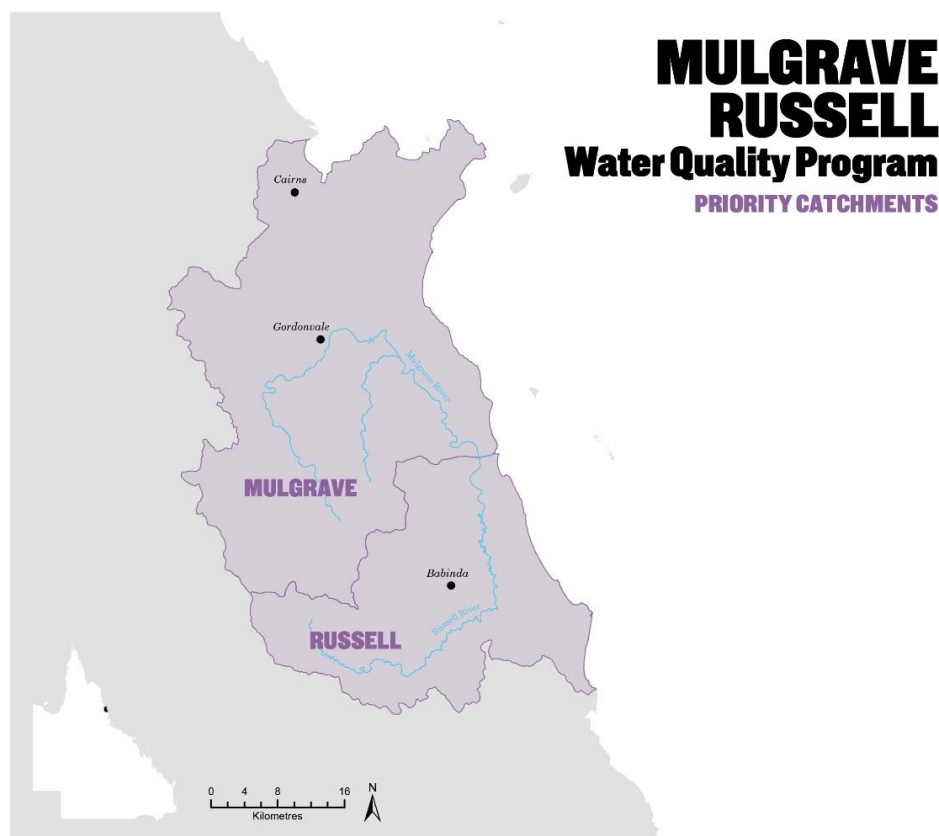 MULGRAVE
RUSSELL
Water Quality Program
PRIORITY CATCHMENTS
Cairns
Gordonvale
Mulgrave River
MULGRAVE
Babinda
Russell River
RUSSELL
0 4 8 16
Kilometres
N